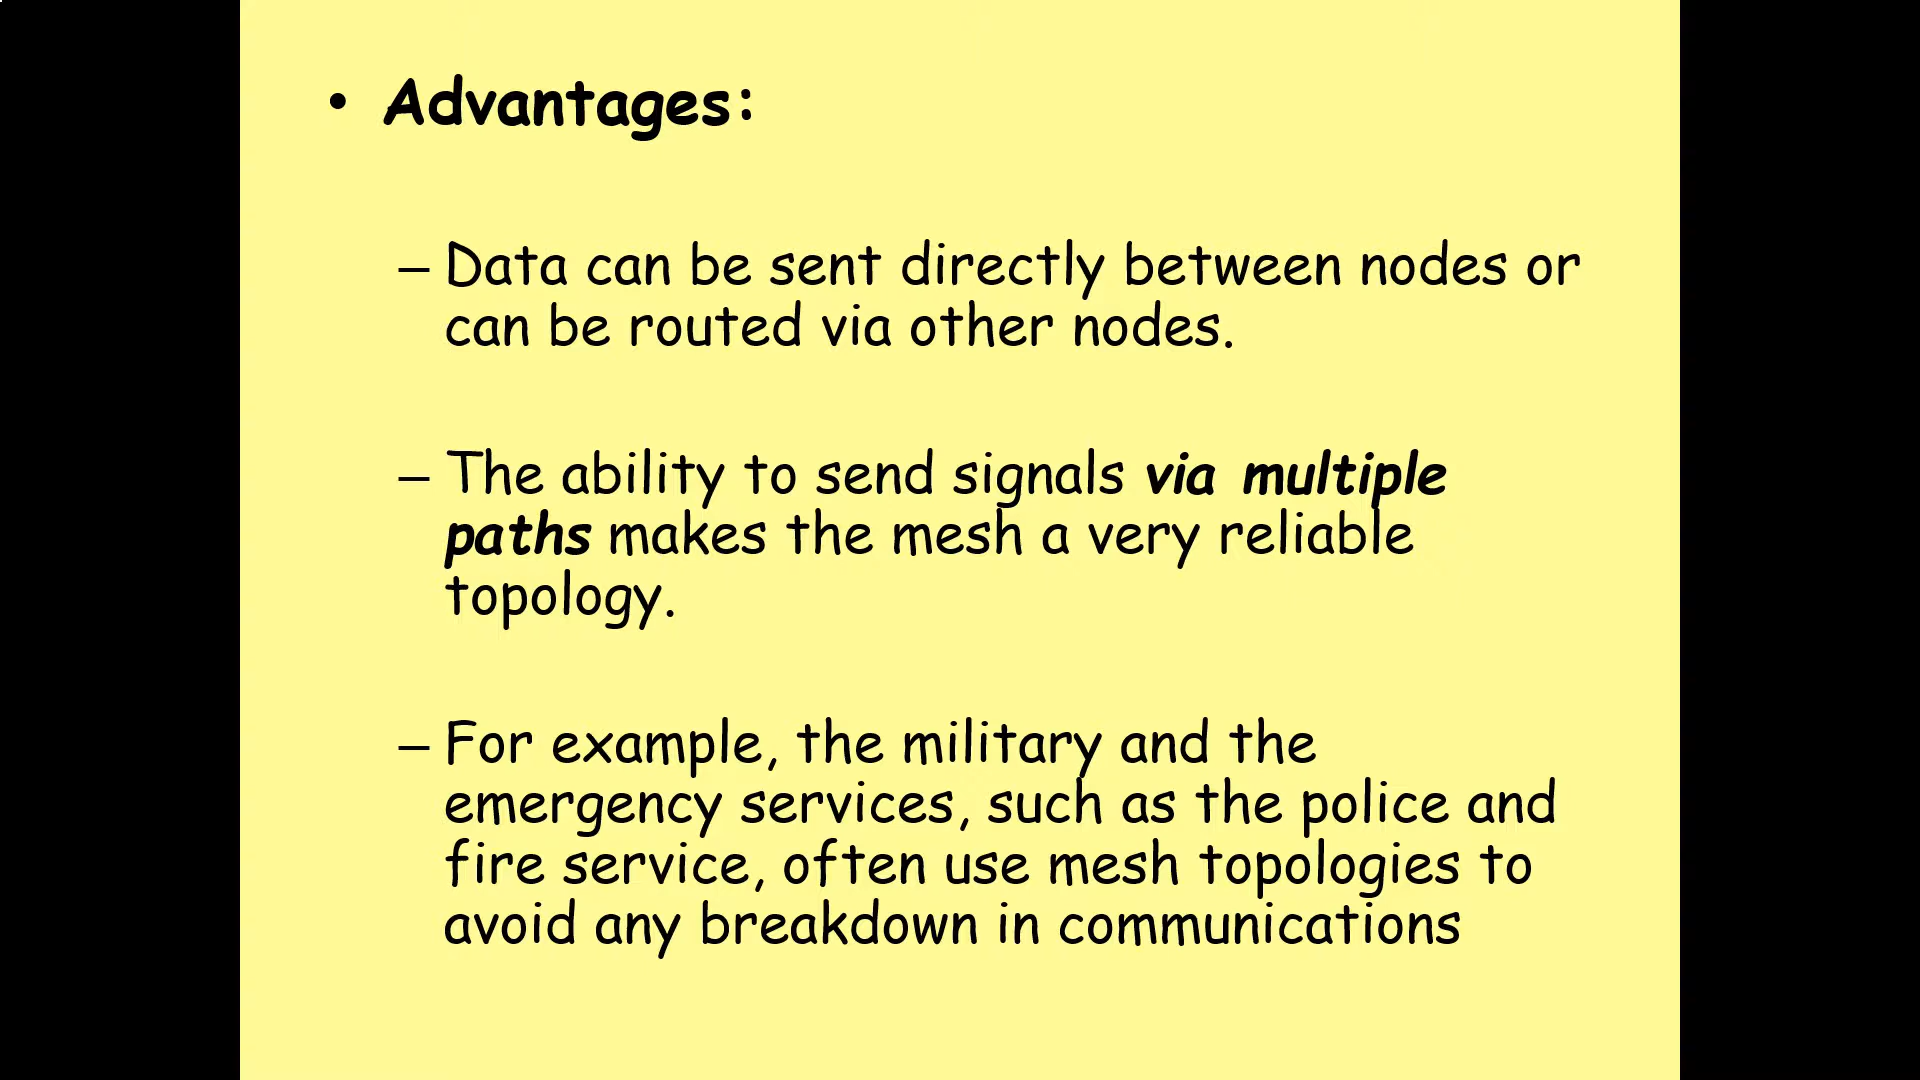 • Advantages:
– Data can be sent directly between nodes or
can be routed via other nodes.
– The ability to send signals via multiple
paths makes the mesh a very reliable
topology.
– For example, the military and the
emergency services, such as the police and
fire service, often use mesh topologies to
avoid any breakdown in communications